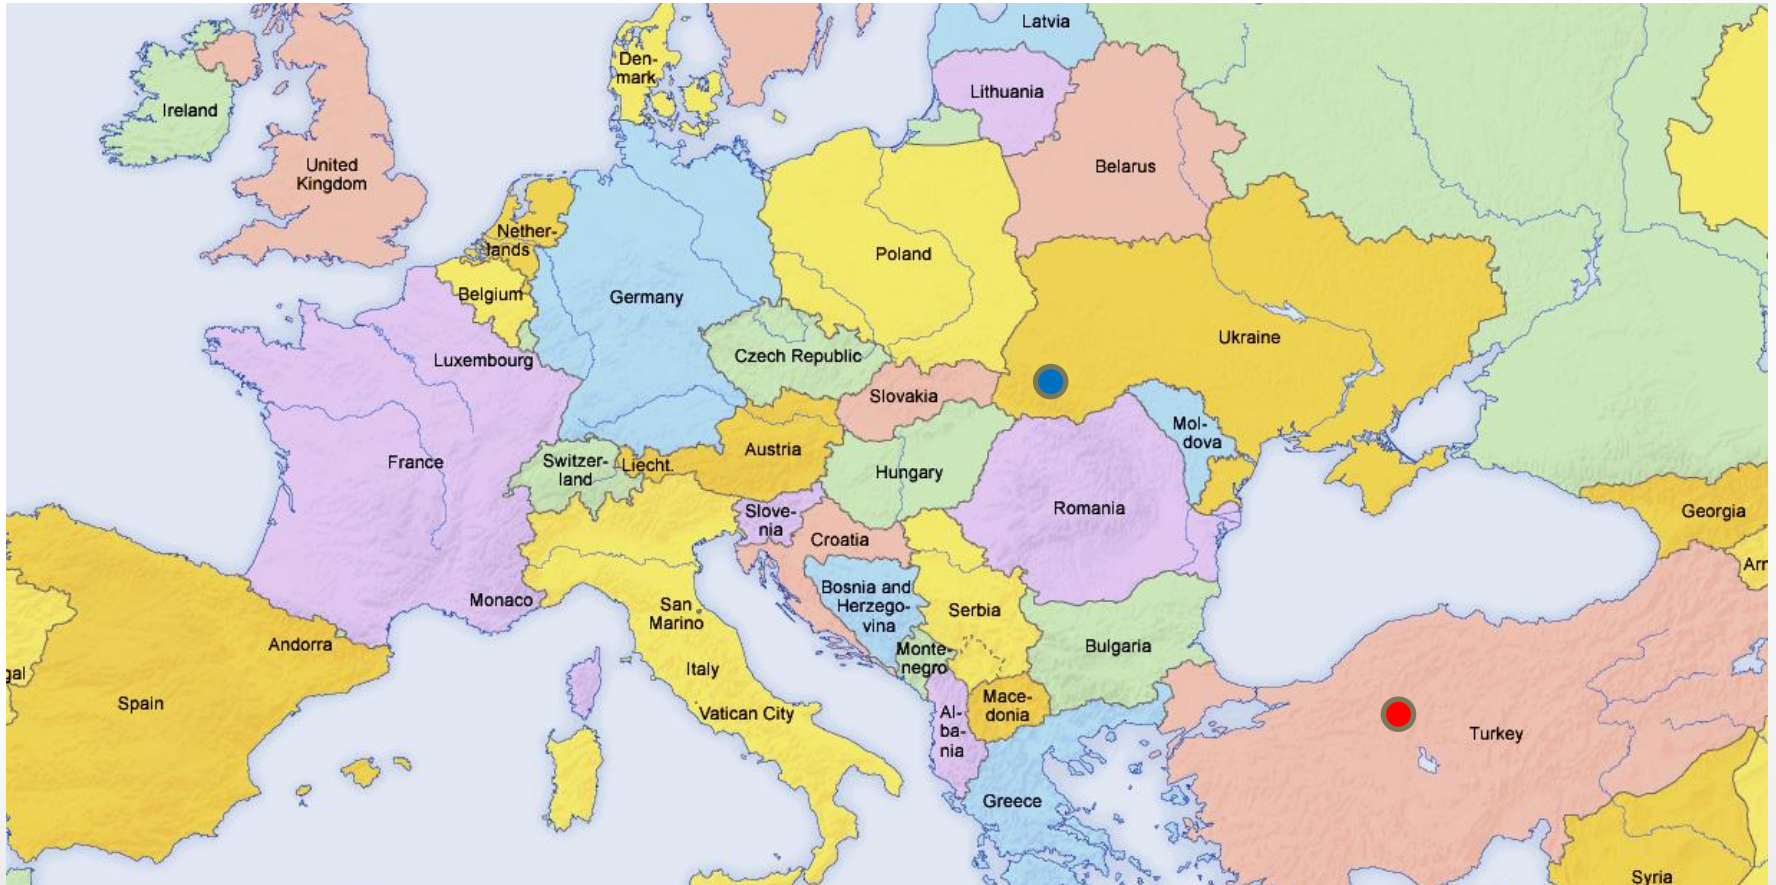 Latvia
Den-
mark
Lithuania
Ireland
United
Kingdom
Belarus
Nether-
lands
Poland
Belgium
Germany
Ukraine
Luxembourg
Czech Republic
Slovakia
Mol-
dova
France
Switzer-
land
Liecht.
Austria
Hungary
Romania
Georgia
Slove-
nia
Croatia
Arr
Monaco
San
Marino
Bosnia and
Herzego-
vina
Serbia
Andorra
Monte-
negro
Bulgaria
gal
Italy
Spain
Vatican City
Al-
ba-
nia
Mace-
donia
Turkey
Greece
Syria